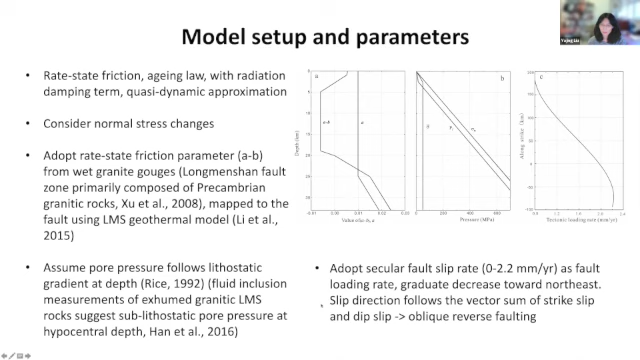 Model setup and parameters
• Rate-state friction, ageing law, with radiation
damping term, quasi-dynamic approximation
• Consider normal stress changes
• Adopt rate-state friction parameter (a-b)
from wet granite gouges (Longmenshan fault
zone primarily composed of Precambrian
granitic rocks, Xu et al., 2008), mapped to the
fault using LMS geothermal model (Li et al.,
2015)
• Assume pore pressure follows lithostatic
gradient at depth (Rice, 1992) (fluid inclusion
measurements of exhumed granitic LMS
rocks suggest sub-lithostatic pore pressure at
hypocentral depth, Han et al., 2016)
a
a-b
a
Depth (km)
b
Pressure (MPa)
c
Along strike (km)
Tectonic loading rate (mm/yr)
• Adopt secular fault slip rate (0-2.2 mm/yr) as fault
loading rate, graduate decrease toward northeast.
Slip direction follows the vector sum of strike slip
and dip slip -> oblique reverse faulting
Yajing Liu